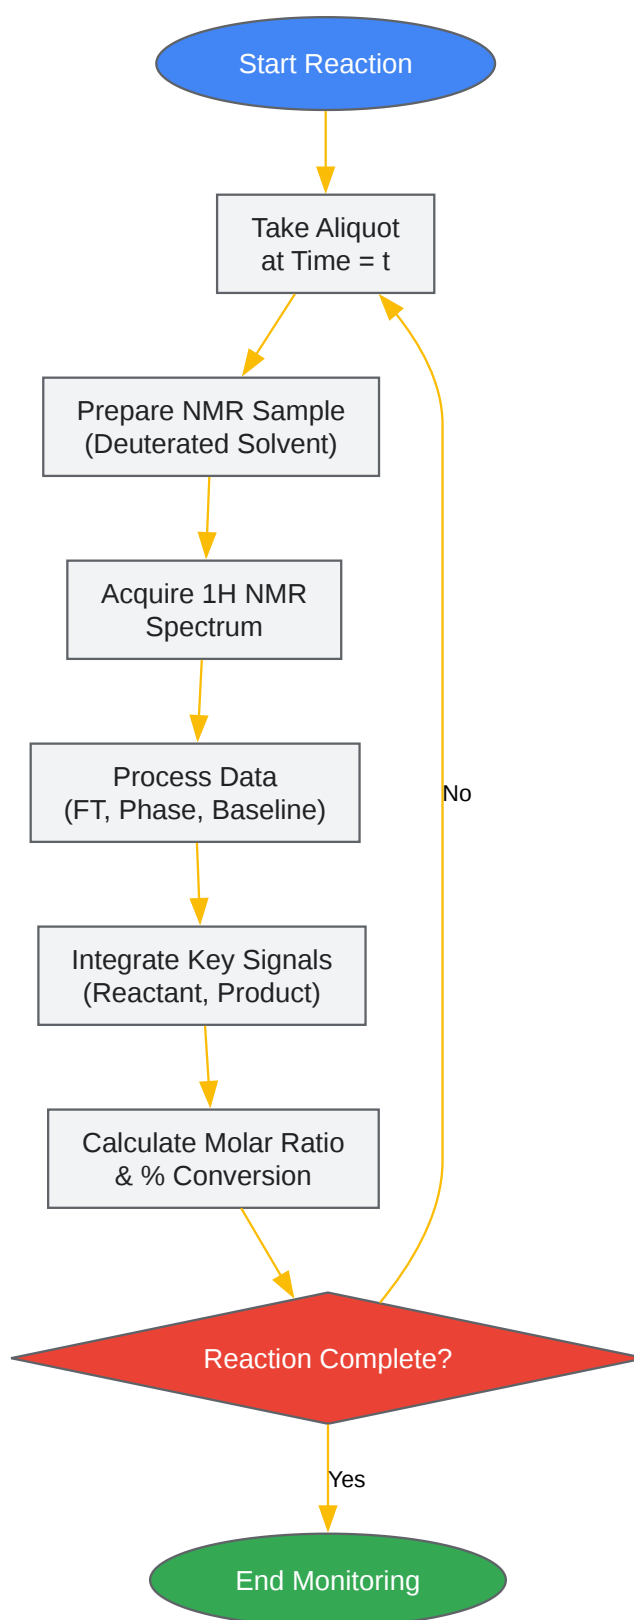 Start Reaction
Take Aliquot
at Time = t
Prepare NMR Sample
(Deuterated Solvent)
Acquire 1H NMR
Spectrum
Process Data
(FT, Phase, Baseline)
No
Integrate Key Signals
(Reactant, Product)
Calculate Molar Ratio
& % Conversion
Reaction Complete?
Yes
End Monitoring